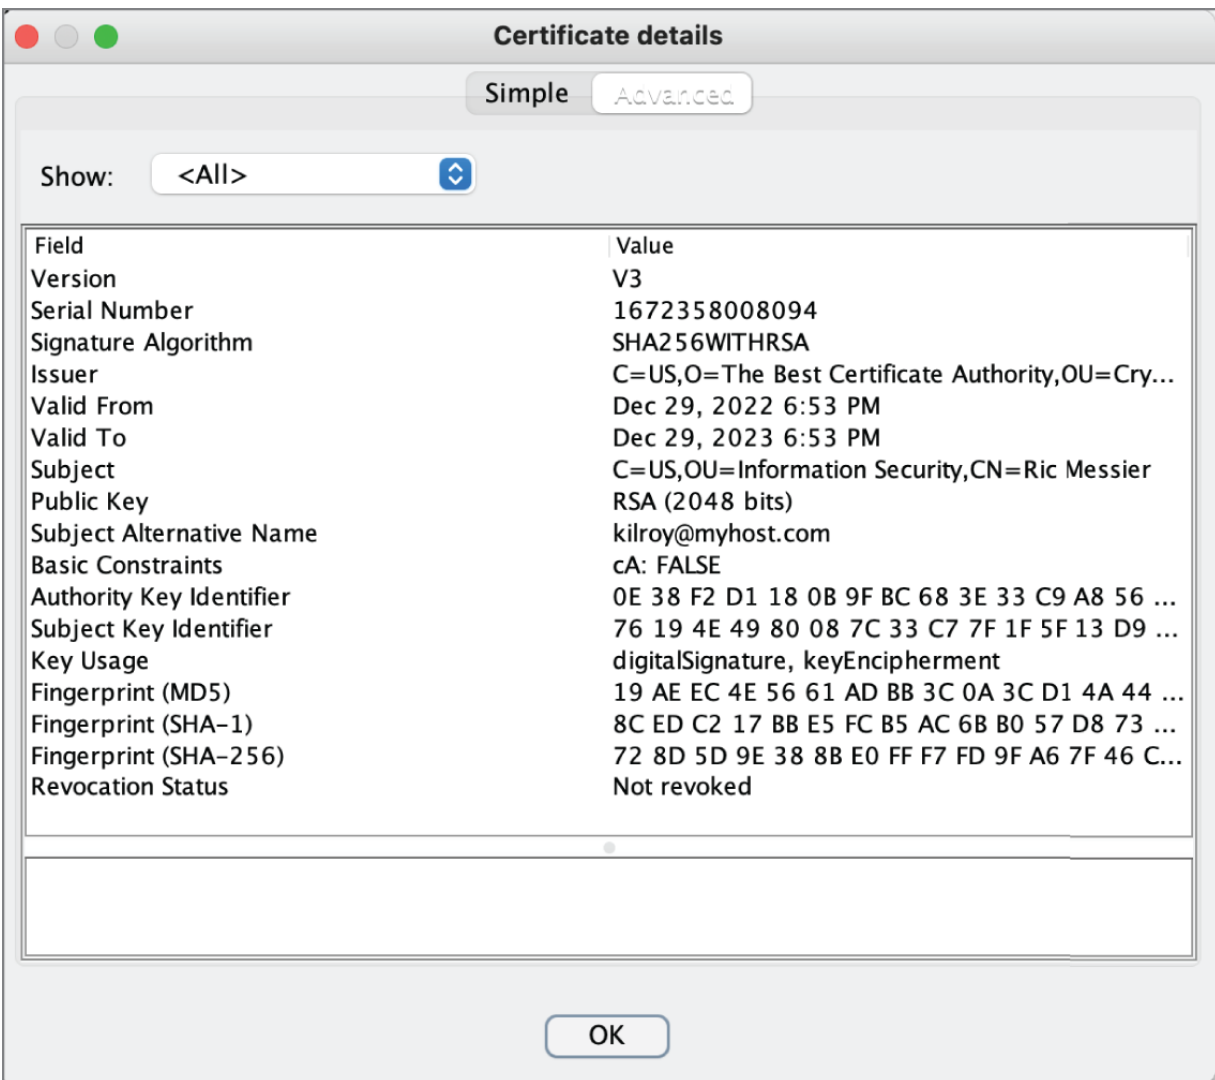 Certificate details
Simple Advanced
Show: <All>
Field Value
Version V3
Serial Number 1672358008094
Signature Algorithm SHA256WITHRSA
Issuer C=US,O=The Best Certificate Authority,OU=Cry...
Valid From Dec 29, 2022 6:53 PM
Valid To Dec 29, 2023 6:53 PM
Subject C=US,OU=Information Security,CN=Ric Messier
Public Key RSA (2048 bits)
Subject Alternative Name kilroy@myhost.com
Basic Constraints cA: FALSE
Authority Key Identifier 0E 38 F2 D1 18 0B 9F BC 68 3E 33 C9 A8 56 ...
Subject Key Identifier 76 19 4E 49 80 08 7C 33 C7 7F 1F 5F 13 D9 ...
Key Usage digitalSignature, keyEncipherment
Fingerprint (MD5) 19 AE EC 4E 56 61 AD BB 3C 0A 3C D1 4A 44 ...
Fingerprint (SHA-1) 8C ED C2 17 BB E5 FC B5 AC 6B B0 57 D8 73 ...
Fingerprint (SHA-256) 72 8D 5D 9E 38 8B E0 FF F7 FD 9F A6 7F 46 C...
Revocation Status Not revoked
OK